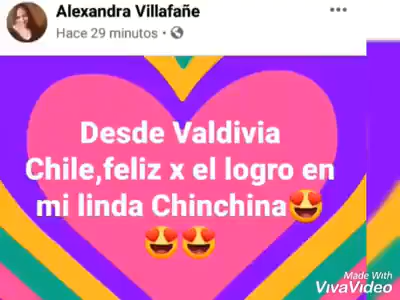 Alexandra Villafañe
Hace 29 minutos •
Desde Valdivia
Chile,feliz x el logro en
mi linda Chinchina😍
😍😍
Made With
VivaVideo